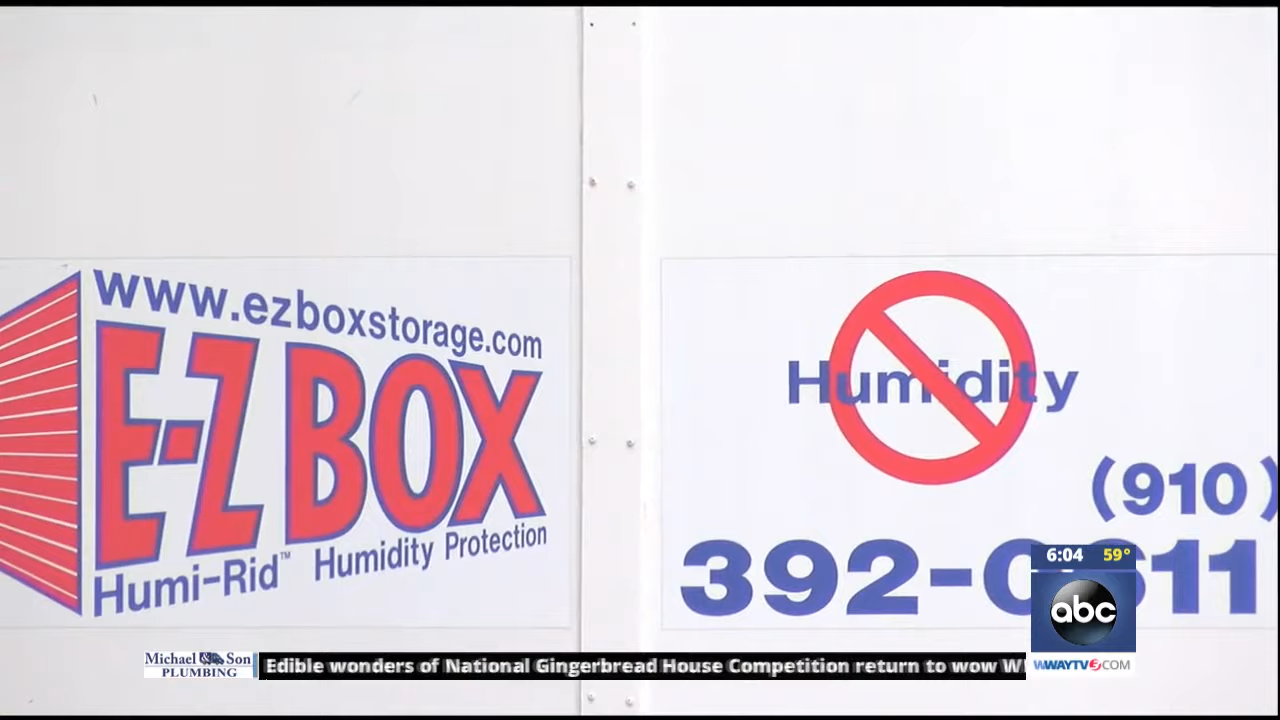 www.ezboxstorage.com
E-Z BOX
Humi-Rid™ Humidity Protection
Humidity
(910)
392-0611
6:04 59°
abc
WWAYTV3.COM
Michael & Son
PLUMBING
Edible wonders of National Gingerbread House Competition return to wow